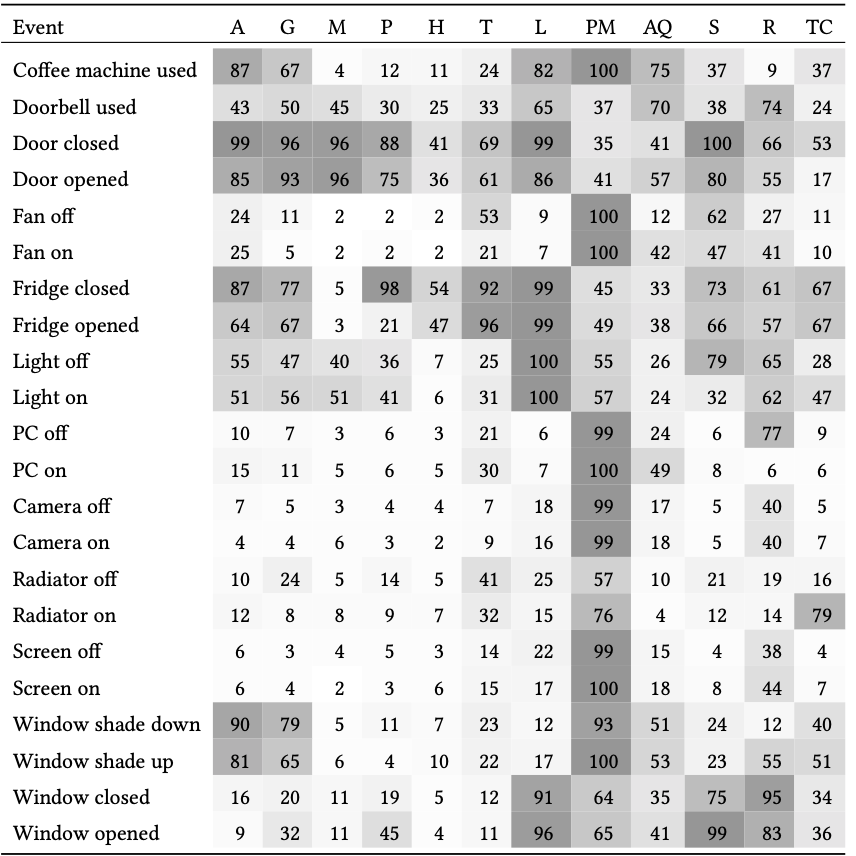 Event A G M P H T L PM AQ S R TC
Coffee machine used 87 67 4 12 11 24 82 100 75 37 9 37
Doorbell used 43 50 45 30 25 33 65 37 70 38 74 24
Door closed 99 96 96 88 41 69 99 35 41 100 66 53
Door opened 85 93 96 75 36 61 86 41 57 80 55 17
Fan off 24 11 2 2 2 53 9 100 12 62 27 11
Fan on 25 5 2 2 2 21 7 100 42 47 41 10
Fridge closed 87 77 5 98 54 92 99 45 33 73 61 67
Fridge opened 64 67 3 21 47 96 99 49 38 66 57 67
Light off 55 47 40 36 7 25 100 55 26 79 65 28
Light on 51 56 51 41 6 31 100 57 24 32 62 47
PC off 10 7 3 6 3 21 6 99 24 6 77 9
PC on 15 11 5 6 5 30 7 100 49 8 6 6
Camera off 7 5 3 4 4 7 18 99 17 5 40 5
Camera on 4 4 6 3 2 9 16 99 18 5 40 7
Radiator off 10 24 5 14 5 41 25 57 10 21 19 16
Radiator on 12 8 8 9 7 32 15 76 4 12 14 79
Screen off 6 3 4 5 3 14 22 99 15 4 38 4
Screen on 6 4 2 3 6 15 17 100 18 8 44 7
Window shade down 90 79 5 11 7 23 12 93 51 24 12 40
Window shade up 81 65 6 4 10 22 17 100 53 23 55 51
Window closed 16 20 11 19 5 12 91 64 35 75 95 34
Window opened 9 32 11 45 4 11 96 65 41 99 83 36